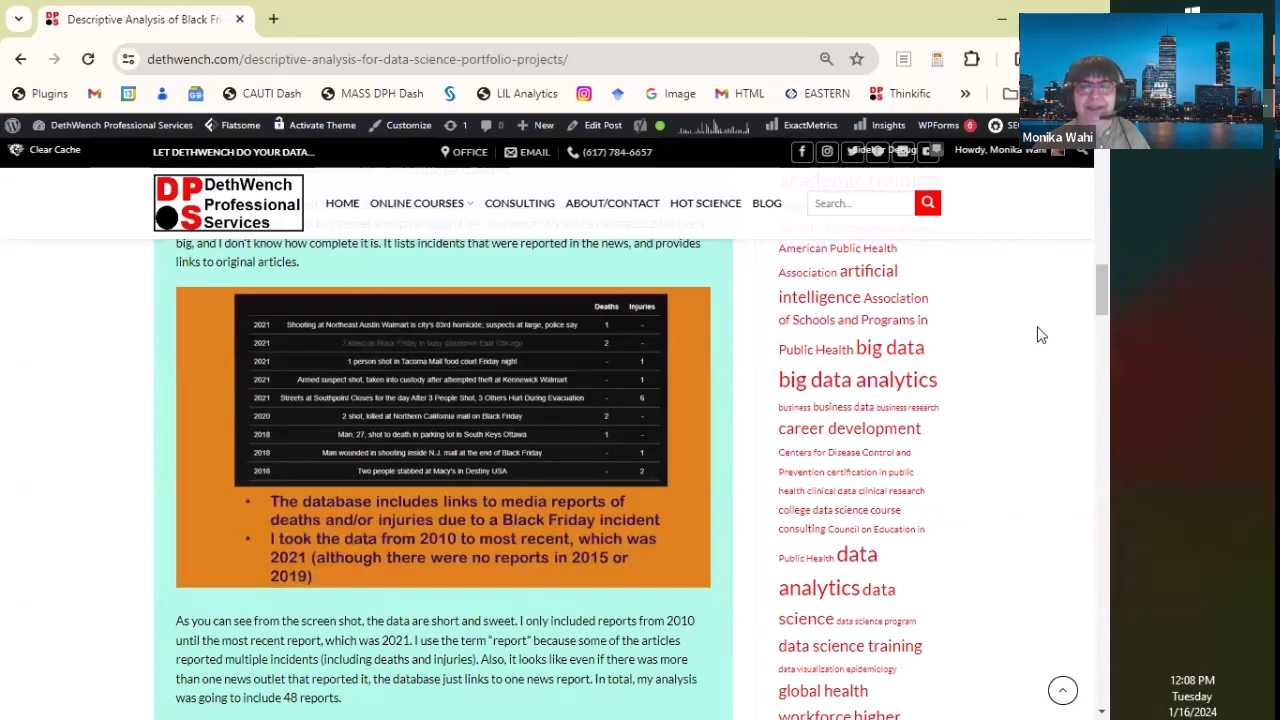 Descriptive Analysis of Black Fri
dethwench.com/descriptive-analysis-for-data-science-portfolio-projects/
Plugins
CAUTI Dash
MASS DPH Dash
LIL Analytics
Image
HTML
EASTERN
Thinkific
Monika Wahi
DethWench Professional Services
Flatsome
Activate Theme
Customize
1
0
New
Edit Post
ExactMetrics
Insights
WPForms 6
Clear Cache
LET DETHWENCH DO YOUR DATA...
OFFICE
EMAIL
(617) 784-6657
Sidebar Debug
Howdy, Monika Wahi
DethWench
Professional
Services
HOME
ONLINE COURSES
CONSULTING
ABOUT/CONTACT
HOT SCIENCE
BLOG
Search...
big, and I don't know how complete it is. It lists incidents that were reported in the news, and provides
links to original articles.
Deaths Injuries
2021 Shooting at Northeast Austin Walmart is city's 83rd homicide; suspects at large, police say 1 -
2021 2 killed on Black Friday in busy downtown East Chicago 2 -
2021 1 person shot in Tacoma Mall food court Friday night - 1
2021 Armed suspect shot, taken into custody after attempted theft at Kennewick Walmart - 1
2021 Streets at Southpoint Closes for the day After 3 People Shot, 3 Others Hurt During Evacuation - 6
2020 2 shot, killed at Northern California mall on Black Friday 2 -
2018 Man, 27, shot to death in parking lot in South Keys Ottawa 1 -
2018 Man wounded in shooting inside N.J. mall at the end of Black Friday - 1
2018 Two people stabbed at Macy's in Destiny USA - 2
• The database includes links to media reports of
deaths and/or injuries due to a Black Friday incident
• I took the data from 2010 to most recent, which was
2021 (although there were no reports in 2015 or
2019)
As you can see from the screen shot, the data are short and sweet. I only included reports from 2010
until the most recent report, which was 2021. I use the term "report" because some of the articles
reported multiple incidents (including deaths and injuries). Also, it looks like even if there was more
than one news outlet that reported it, the database just links to one news report. In total, my analysis
was going to include 48 reports.
academic training
American Public Health
Association artificial
intelligence Association
of Schools and Programs in
Public Health big data
big data analytics
business business data business research
career development
Centers for Disease Control and
Prevention certification in public
health clinical data clinical research
college data science course
consulting Council on Education in
Public Health data
analytics data
science data science program
data science training
data visualization epidemiology
global health
workforce higher
12:08 PM
Tuesday
1/16/2024